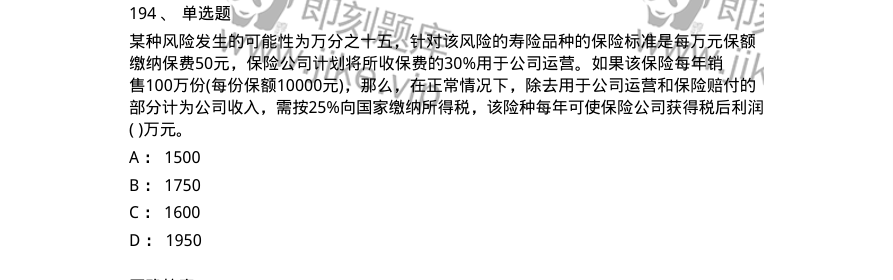 194 、 单选题
即刻题库
www.jike.vip
某种风险发生的可能性为万分之十五，针对该风险的寿险品种的保险标准是每万元保额
缴纳保费50元，保险公司计划将所收保费的30%用于公司运营。如果该保险每年销
售100万份(每份保额10000元)，那么，在正常情况下，除去用于公司运营和保险赔付的
部分计为公司收入，需按25%向国家缴纳所得税，该险种每年可使保险公司获得税后利润
( )万元。
A ： 1500
B ： 1750
C ： 1600
D ： 1950